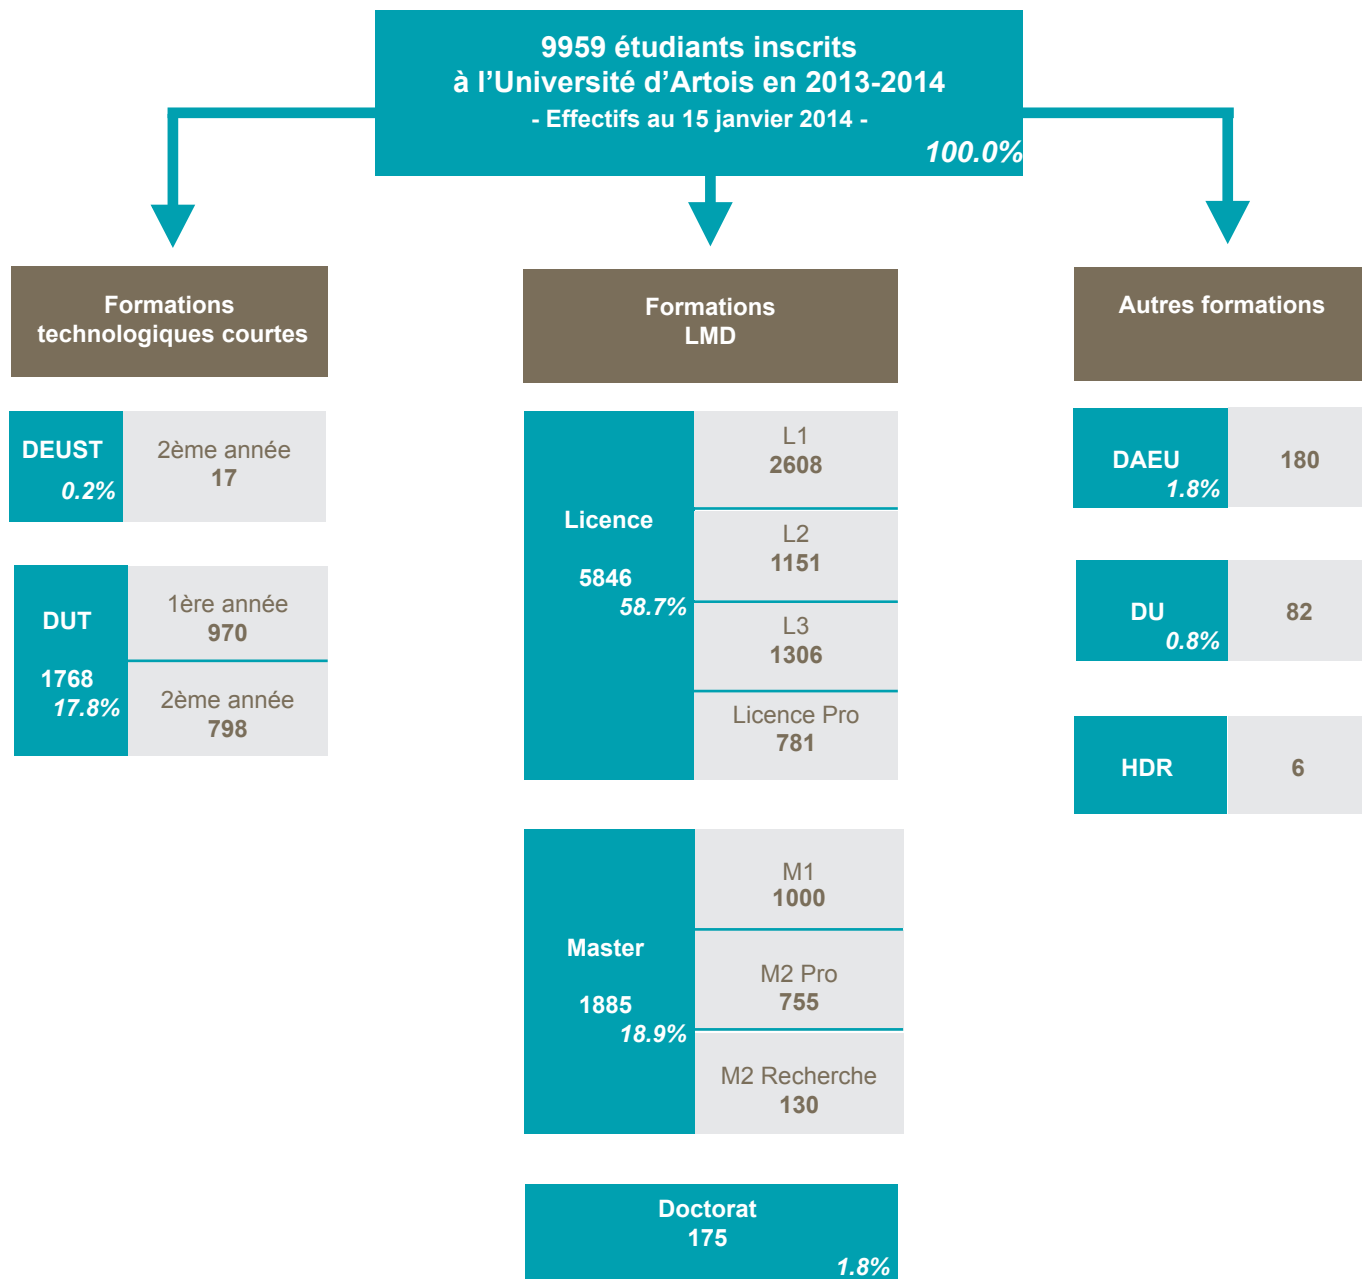 9959 étudiants inscrits
à l’Université d’Artois en 2013-2014
- Effectifs au 15 janvier 2014 -
100.0%
Formations
technologiques courtes
DEUST
0.2%
2ème année
17
DUT
1768
17.8%
1ère année
970
2ème année
798
Formations
LMD
Licence
5846
58.7%
L1
2608
L2
1151
L3
1306
Licence Pro
781
Master
1885
18.9%
M1
1000
M2 Pro
755
M2 Recherche
130
Doctorat
175
1.8%
Autres formations
DAEU
1.8%
180
DU
0.8%
82
HDR
6